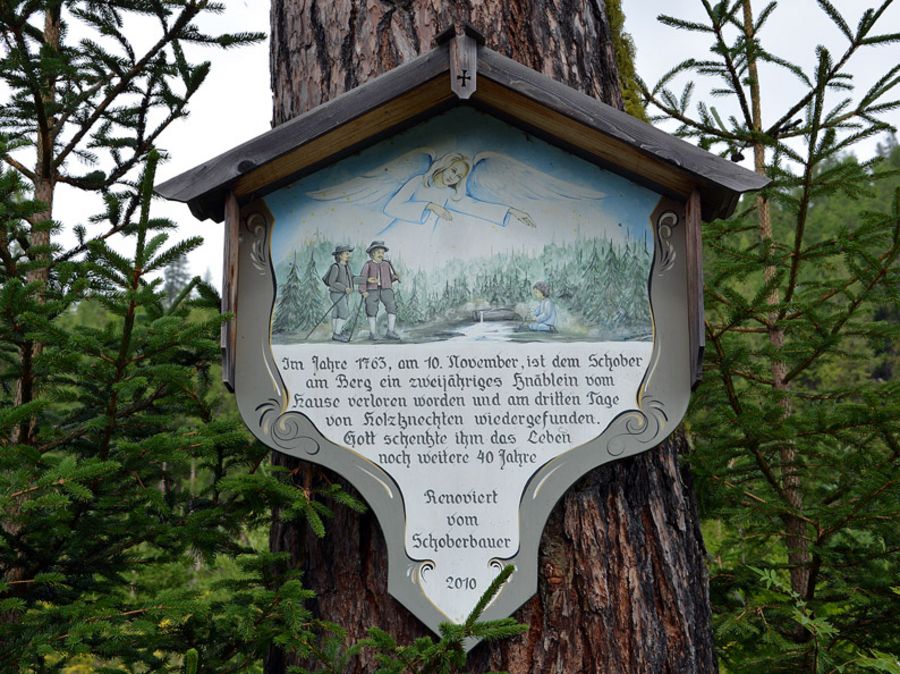 Im Jahre 1763, am 10. November, ist dem Schober
am Berg ein zweijähriges Knäblein vom
Hause verloren worden und am dritten Tage
von Holzknechten wiedergefunden.
Gott schenkte ihm das Leben
noch weitere 40 Jahre
Renoviert
vom
Schoberbauer
2010